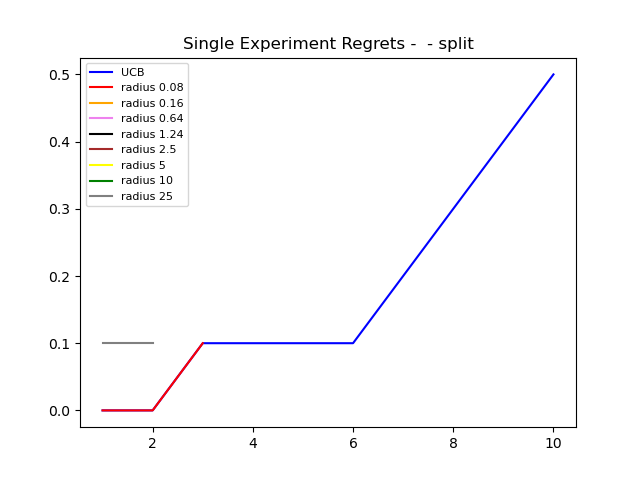 Single Experiment Regrets -  - split
UCB
radius 0.08
radius 0.16
radius 0.64
radius 1.24
radius 2.5
radius 5
radius 10
radius 25
0.5
0.4
0.3
0.2
0.1
0.0
2 4 6 8 10